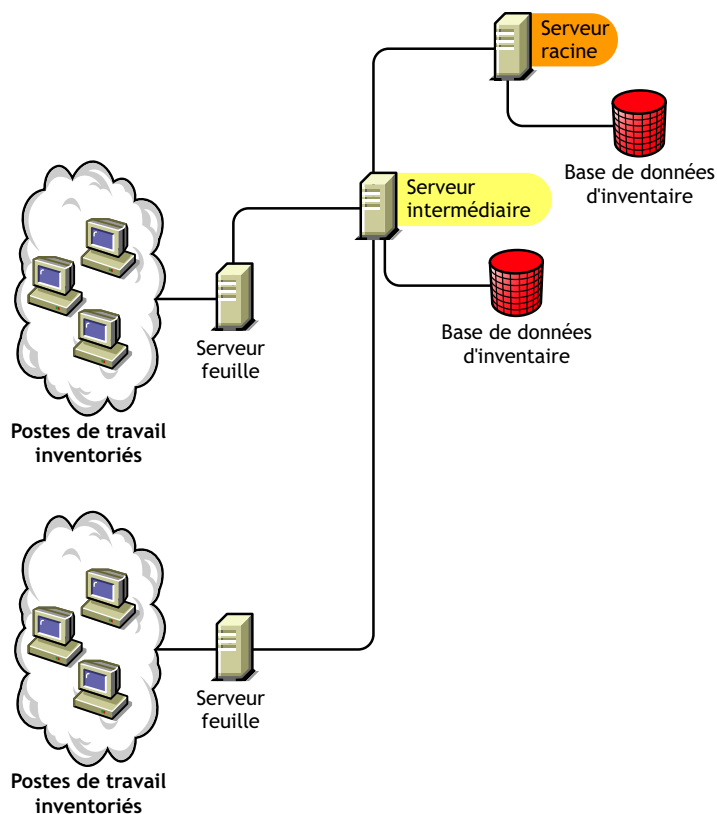 Serveur
racine
Base de données
d'inventaire
Serveur
intermédiaire
Base de données
d'inventaire
Serveur
feuille
Postes de travail
inventoriés
Serveur
feuille
Postes de travail
inventoriés